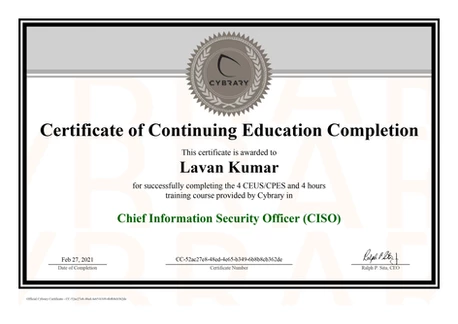 CYBRARY
Certificate of Continuing Education Completion
This certificate is awarded to
Lavan Kumar
for successfully completing the 4 CEUS/CPES and 4 hours
training course provided by Cybrary in
Chief Information Security Officer (CISO)
Feb 27, 2021
Date of Completion
CC-52ac27e8-48ed-4e65-b349-6b8b8cb362de
Certificate Number
Ralph P. Sita, CEO